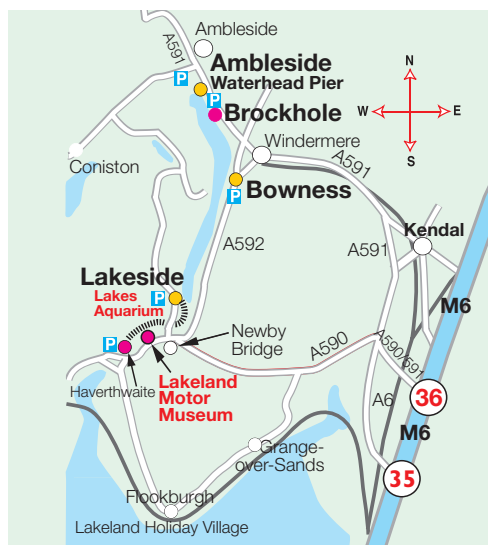 Ambleside
A591
P
Ambleside
Waterhead Pier
P
Brockhole
N
W
E
S
Coniston
Windermere
A591
Bowness
P
A592
A591
Kendal
Lakeside
Lakes
Aquarium
P
M6
Newby
Bridge
A590
A590/591
P
Haverthwaite
Lakeland
Motor
Museum
36
A6
M6
Grange-
over-Sands
35
Flookburgh
Lakeland Holiday Village